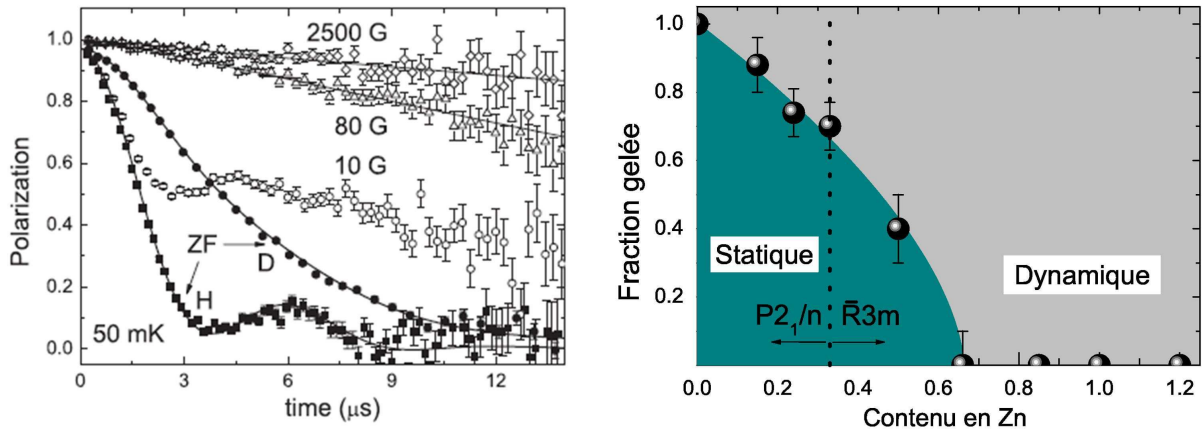 Polarization
1.0
0.8
0.6
0.4
0.2
0.0
2500 G
80 G
10 G
ZF
D
H
50 mK
0
3
6
9
12
time (μs)
Fraction gelée
1.0
0.8
0.6
0.4
0.2
Statique
Dynamique
P2₁/n R̄3m
0.0 0.2 0.4 0.6 0.8 1.0 1.2
Contenu en Zn